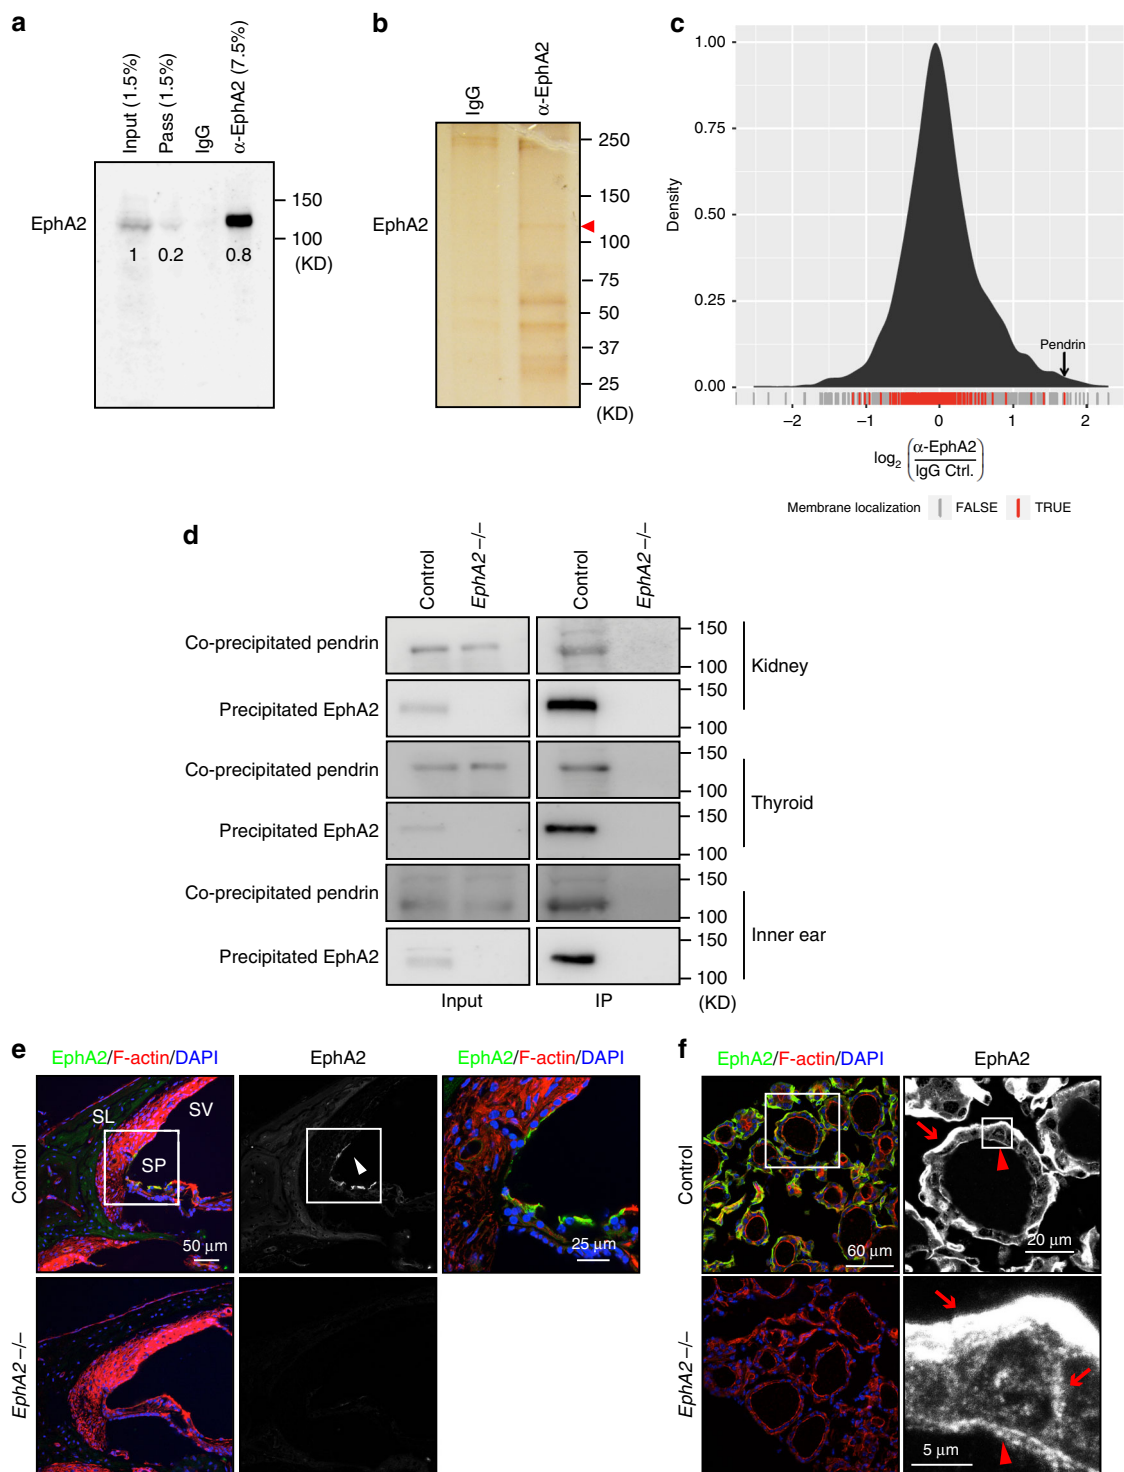 a
Input (1.5%)
Pass (1.5%)
IgG
α-EphA2 (7.5%)
EphA2
1
0.2
0.8
150
100
(KD)
b
IgG
α-EphA2
EphA2
250
150
100
75
50
37
25
(KD)
c
Density
1.00
0.75
0.50
0.25
0.00
Pendrin
−2
−1
0
1
2
log2 (α-EphA2 / IgG Ctrl.)
Membrane localization FALSE TRUE
d
Control
EphA2−/−
Control
EphA2−/−
Co-precipitated pendrin
150
100
Precipitated EphA2
150
100
Kidney
Co-precipitated pendrin
150
100
Precipitated EphA2
150
100
Thyroid
Co-precipitated pendrin
150
100
Precipitated EphA2
150
100
Inner ear
Input
IP
(KD)
e
EphA2/F-actin/DAPI
EphA2
EphA2/F-actin/DAPI
Control
SL
SV
SP
50 μm
25 μm
EphA2−/−
f
EphA2/F-actin/DAPI
EphA2
Control
60 μm
20 μm
EphA2−/−
5 μm